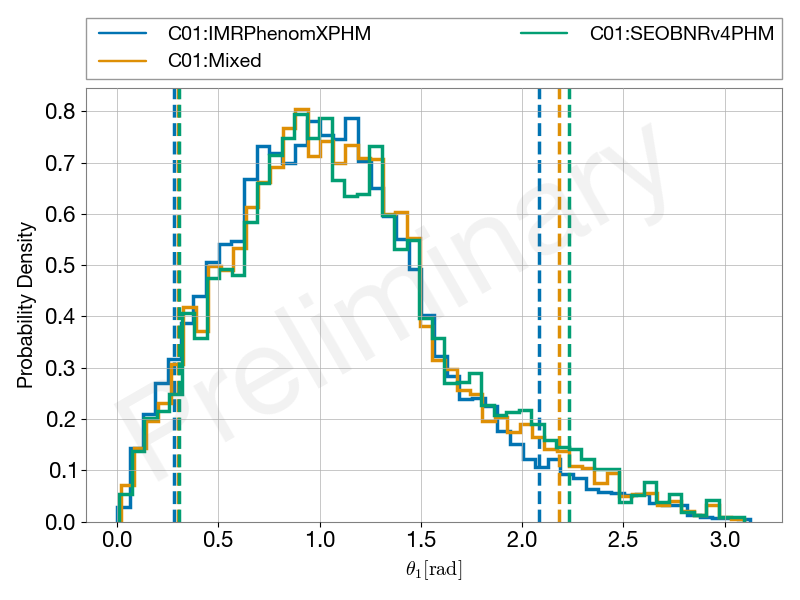 C01:IMRPhenomXPHM
C01:Mixed
C01:SEOBNRv4PHM
Preliminary
Probability Density
0.8
0.7
0.6
0.5
0.4
0.3
0.2
0.1
0.0
0.0 0.5 1.0 1.5 2.0 2.5 3.0
θ₁[rad]